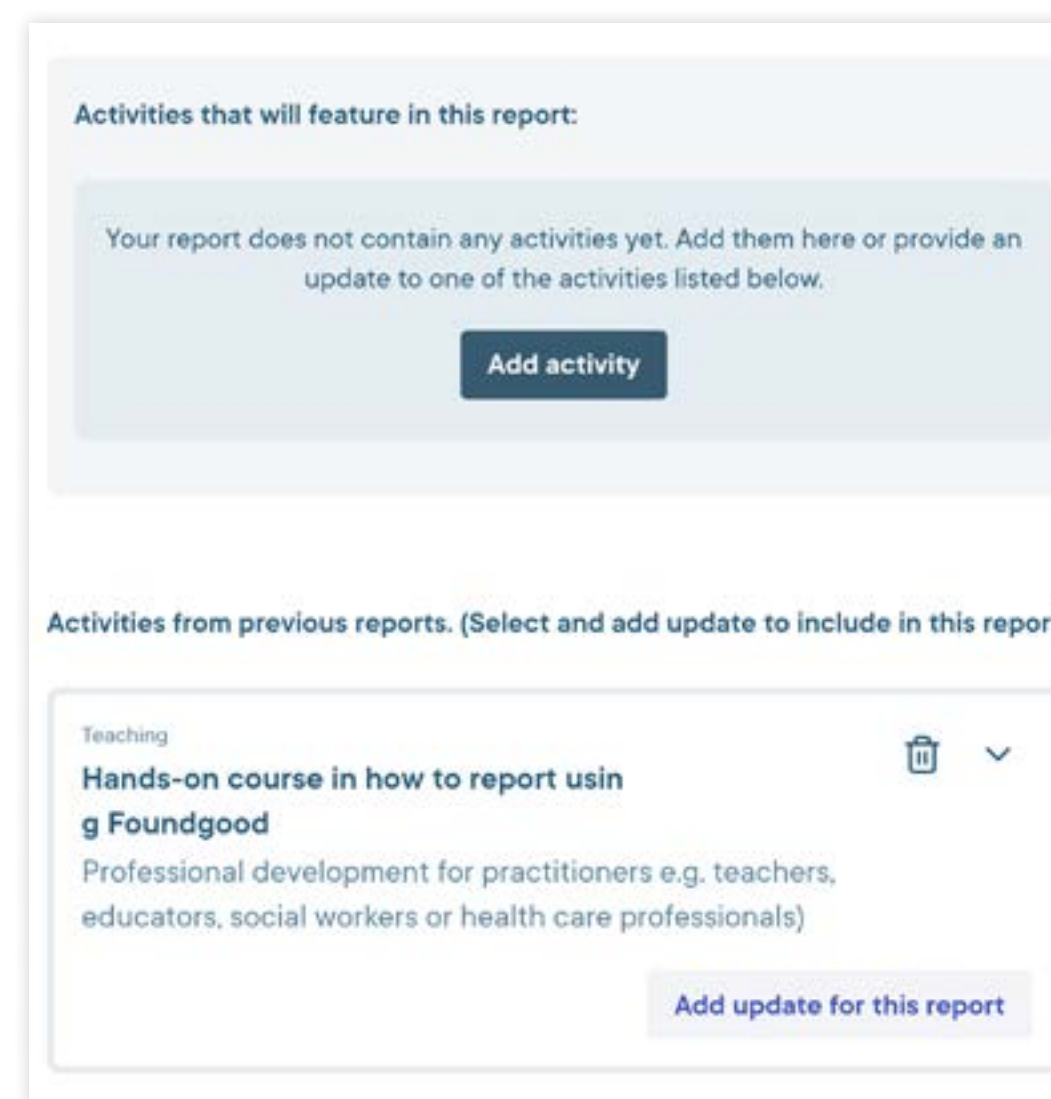 Activities that will feature in this report:
Your report does not contain any activities yet. Add them here or provide an
update to one of the activities listed below.
Add activity
Activities from previous reports. (Select and add update to include in this repor
Teaching
Hands-on course in how to report usin
g Foundgood
Professional development for practitioners e.g. teachers,
educators, social workers or health care professionals)
Add update for this report